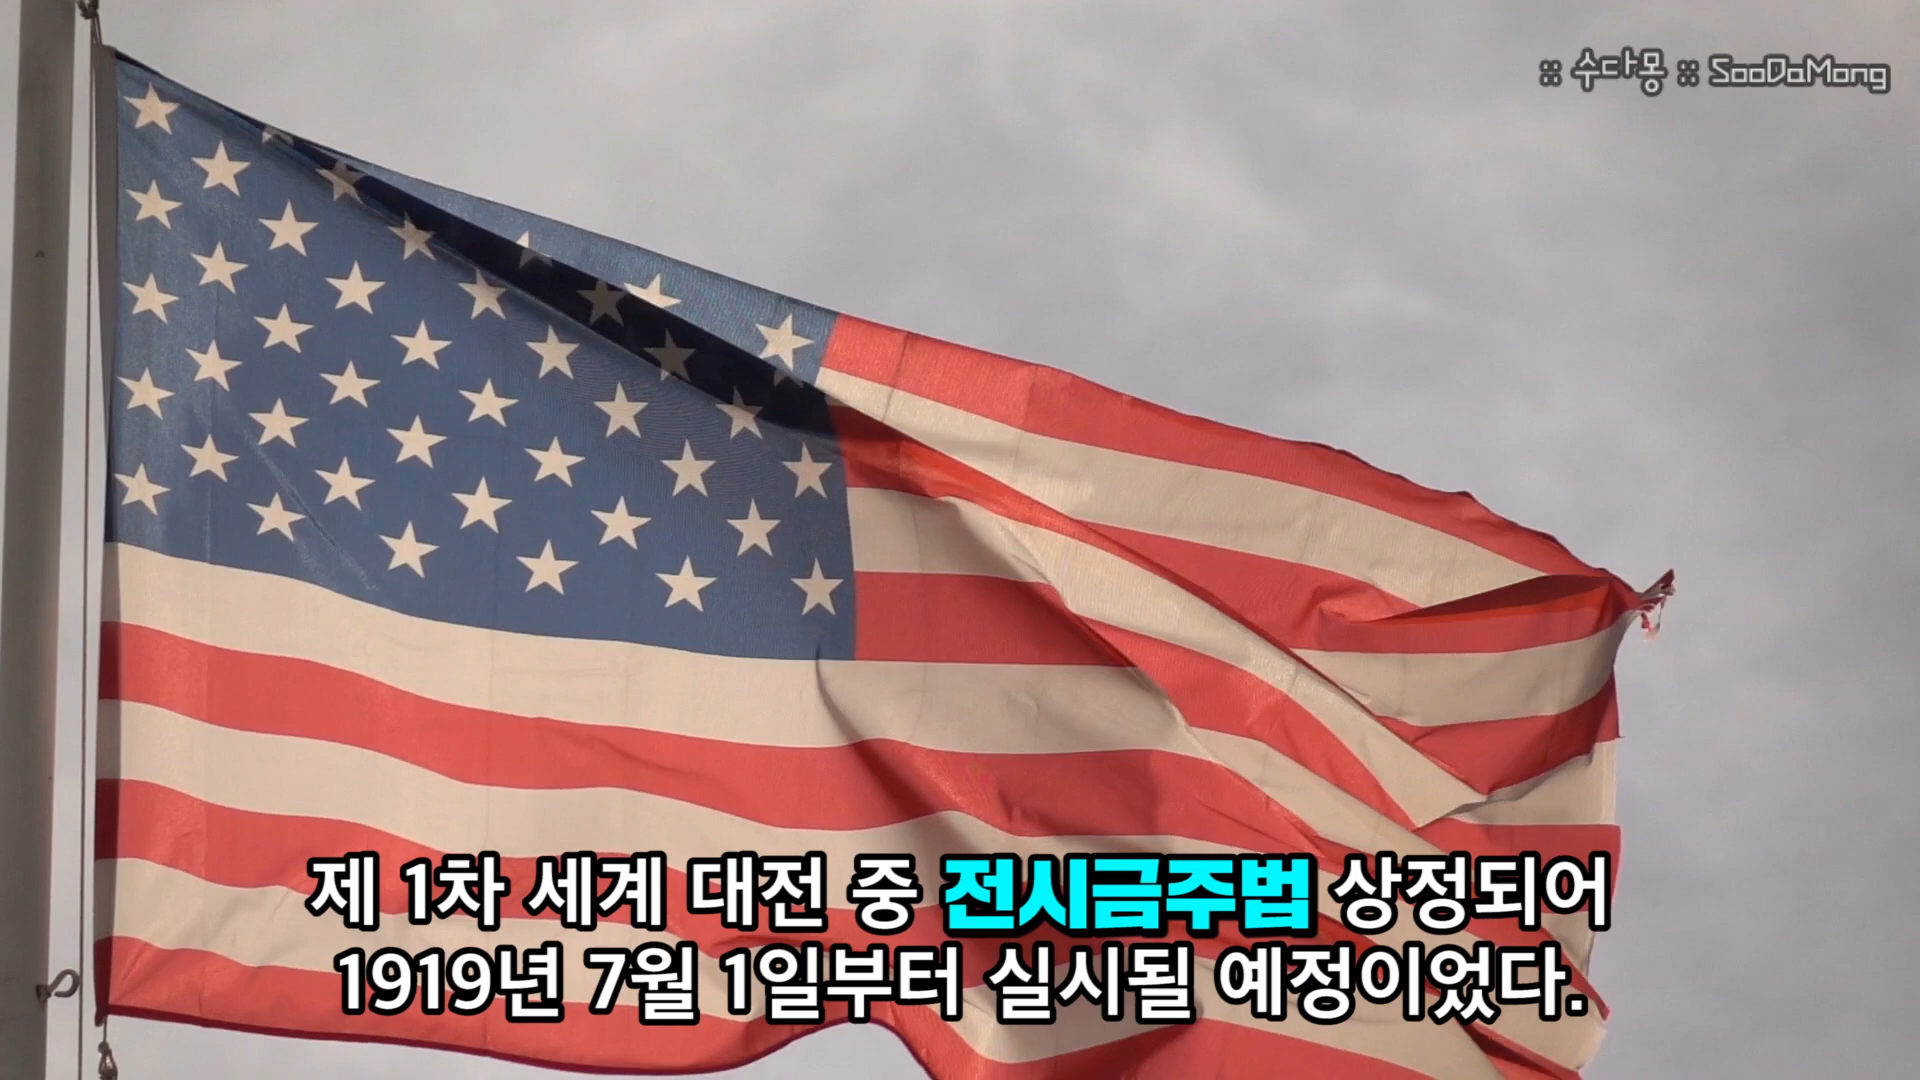 :: 수다몽 :: SooDaMong
제 1차 세계 대전 중 전시금주법 상정되어
1919년 7월 1일부터 실시될 예정이었다.